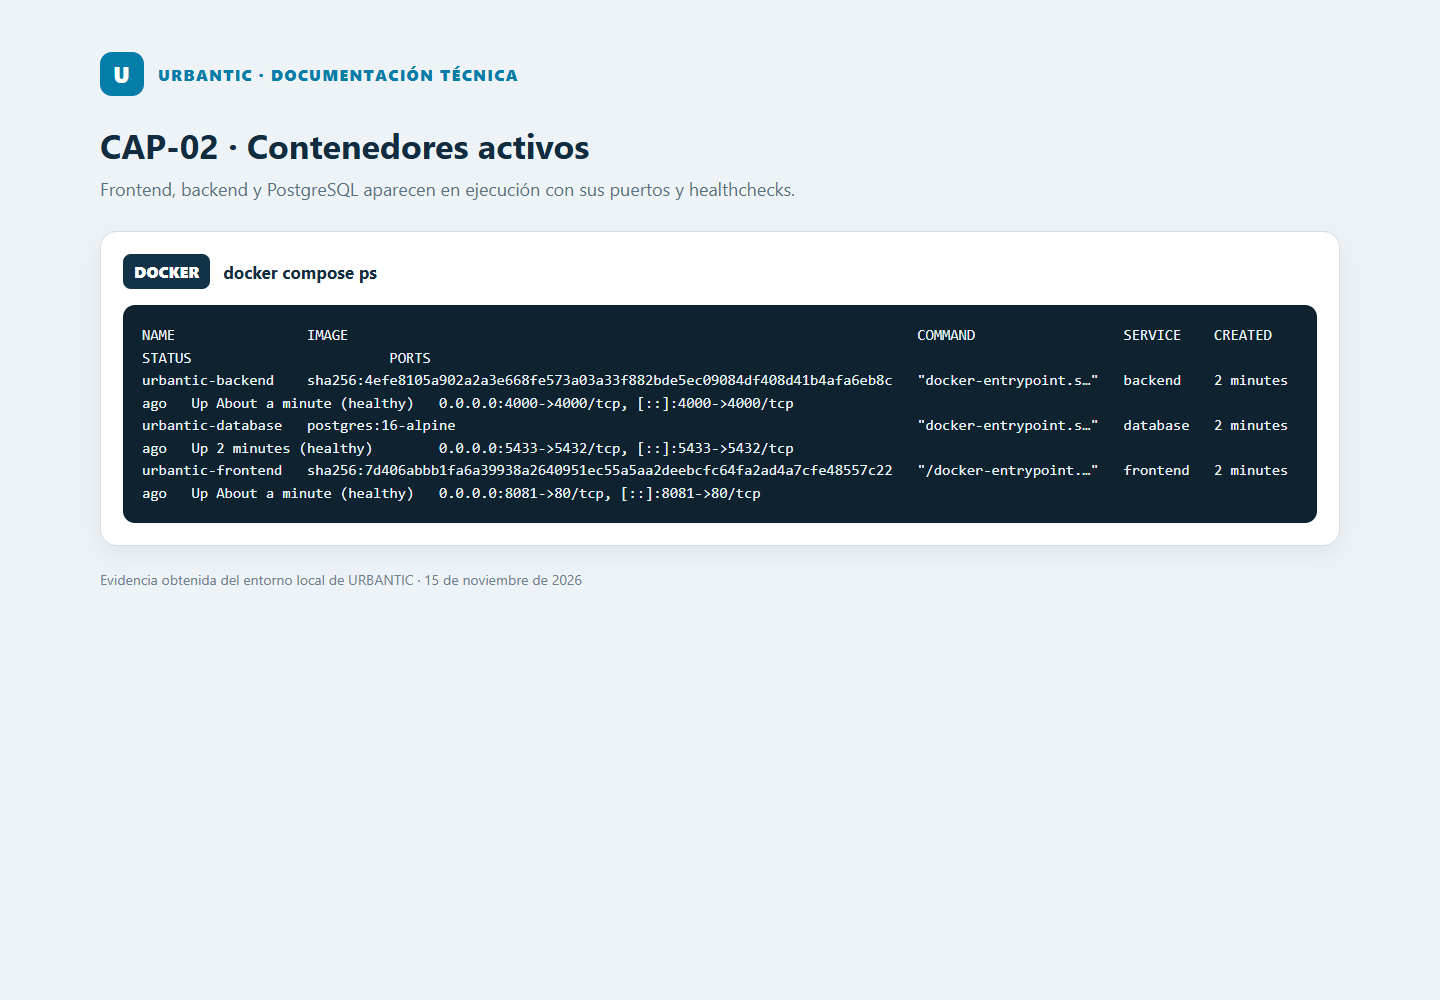 U
URBANTIC · DOCUMENTACIÓN TÉCNICA
CAP-02 · Contenedores activos
Frontend, backend y PostgreSQL aparecen en ejecución con sus puertos y healthchecks.
DOCKER docker compose ps
NAME                IMAGE                                                                     COMMAND                  SERVICE    CREATED
STATUS                        PORTS
urbantic-backend    sha256:4efe8105a902a2a3e668fe573a03a33f882bde5ec09084df408d41b4afa6eb8c   "docker-entrypoint.s…"   backend    2 minutes
ago   Up About a minute (healthy)   0.0.0.0:4000->4000/tcp, [::]:4000->4000/tcp
urbantic-database   postgres:16-alpine                                                        "docker-entrypoint.s…"   database   2 minutes
ago   Up 2 minutes (healthy)        0.0.0.0:5433->5432/tcp, [::]:5433->5432/tcp
urbantic-frontend   sha256:7d406abbb1fa6a39938a2640951ec55a5aa2deebcfc64fa2ad4a7cfe48557c22   "/docker-entrypoint.…"   frontend   2 minutes
ago   Up About a minute (healthy)   0.0.0.0:8081->80/tcp, [::]:8081->80/tcp
Evidencia obtenida del entorno local de URBANTIC · 15 de noviembre de 2026